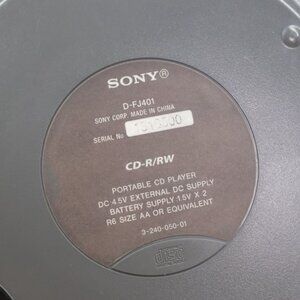 SONY®
D-FJ401
SONY CORP. MADE IN CHINA
SERIAL No
CD-R/RW
PORTABLE CD PLAYER
DC 4.5V EXTERNAL DC SUPPLY
BATTERY SUPPLY 1.5V X 2
R6 SIZE AA OR EQUIVALENT
3-240-050-01
disc